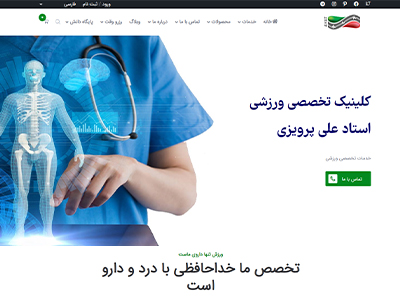 ورود / ثبت نام
فارسی
خانه
خدمات
محصولات
تماس با ما
درباره ما
وبلاگ
رزرو وقت
پایگاه دانش
کلینیک تخصصی ورزشی
استاد علی پرویزی
خدمات تخصصی ورزشی
تماس با ما
ورزش تنها داروی ماست
تخصص ما خداحافظی با درد و دارو
است